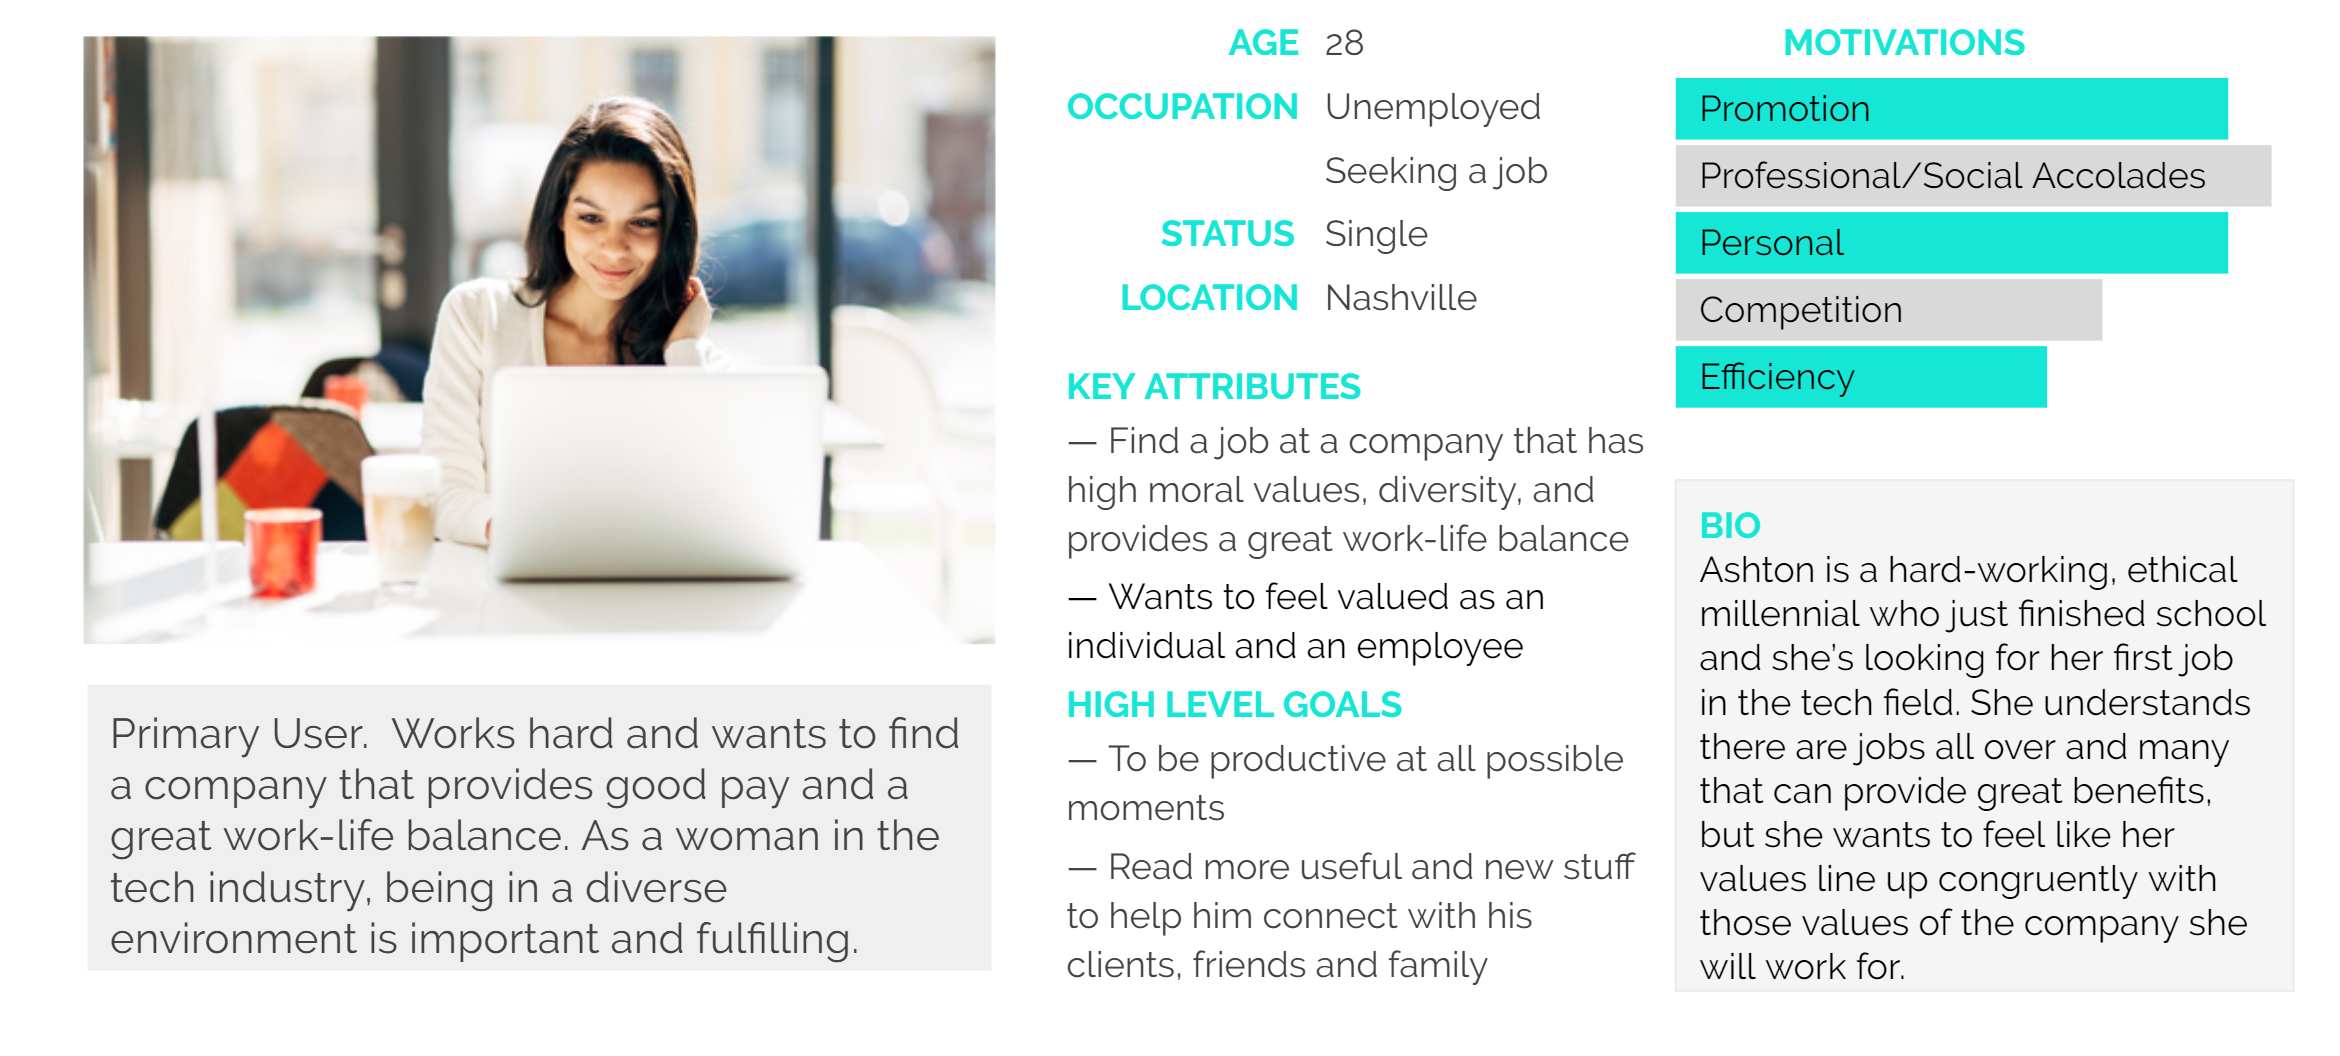 AGE 28
OCCUPATION Unemployed
Seeking a job
STATUS Single
LOCATION Nashville
KEY ATTRIBUTES
— Find a job at a company that has
high moral values, diversity, and
provides a great work-life balance
— Wants to feel valued as an
individual and an employee
HIGH LEVEL GOALS
— To be productive at all possible
moments
— Read more useful and new stuff
to help him connect with his
clients, friends and family
MOTIVATIONS
Promotion
Professional/Social Accolades
Personal
Competition
Efficiency
BIO
Ashton is a hard-working, ethical
millennial who just finished school
and she's looking for her first job
in the tech field. She understands
there are jobs all over and many
that can provide great benefits,
but she wants to feel like her
values line up congruently with
those values of the company she
will work for.
Primary User.  Works hard and wants to find
a company that provides good pay and a
great work-life balance. As a woman in the
tech industry, being in a diverse
environment is important and fulfilling.